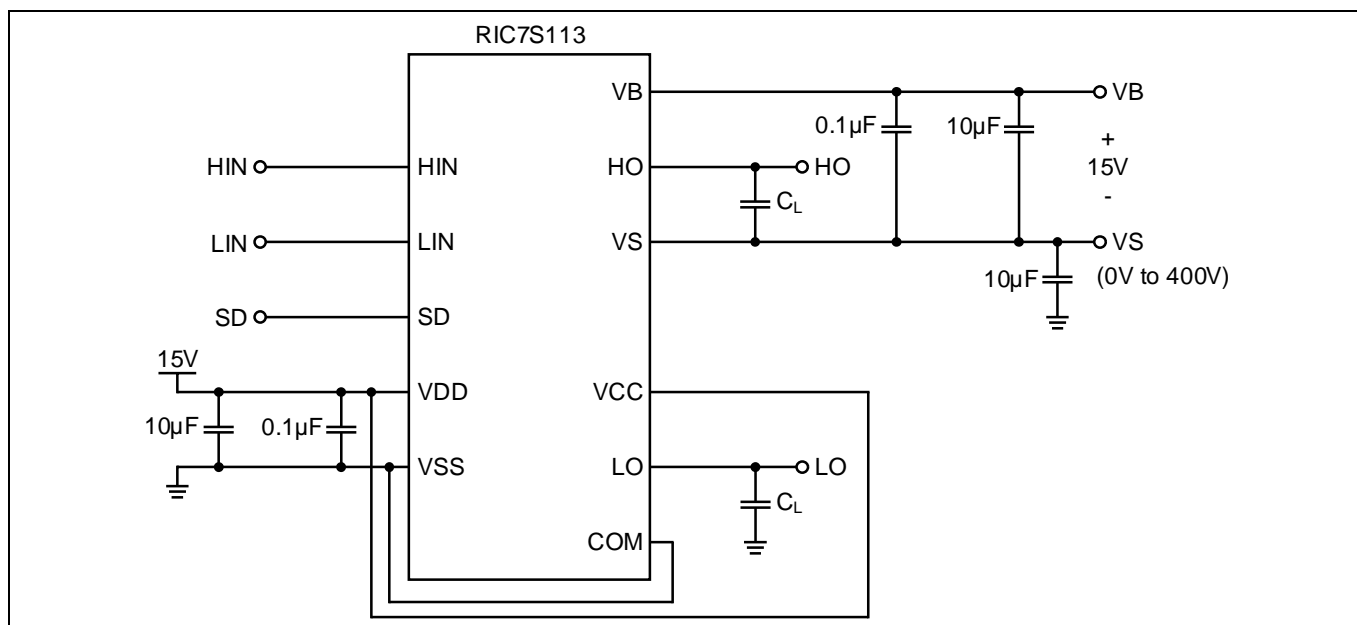 RIC7S113
VB
VB
0.1µF
10µF
+
15V
-
HIN
HIN
HO
HO
CL
LIN
LIN
VS
VS
10µF
(0V to 400V)
SD
SD
15V
VDD
VCC
10µF
0.1µF
VSS
LO
LO
CL
COM